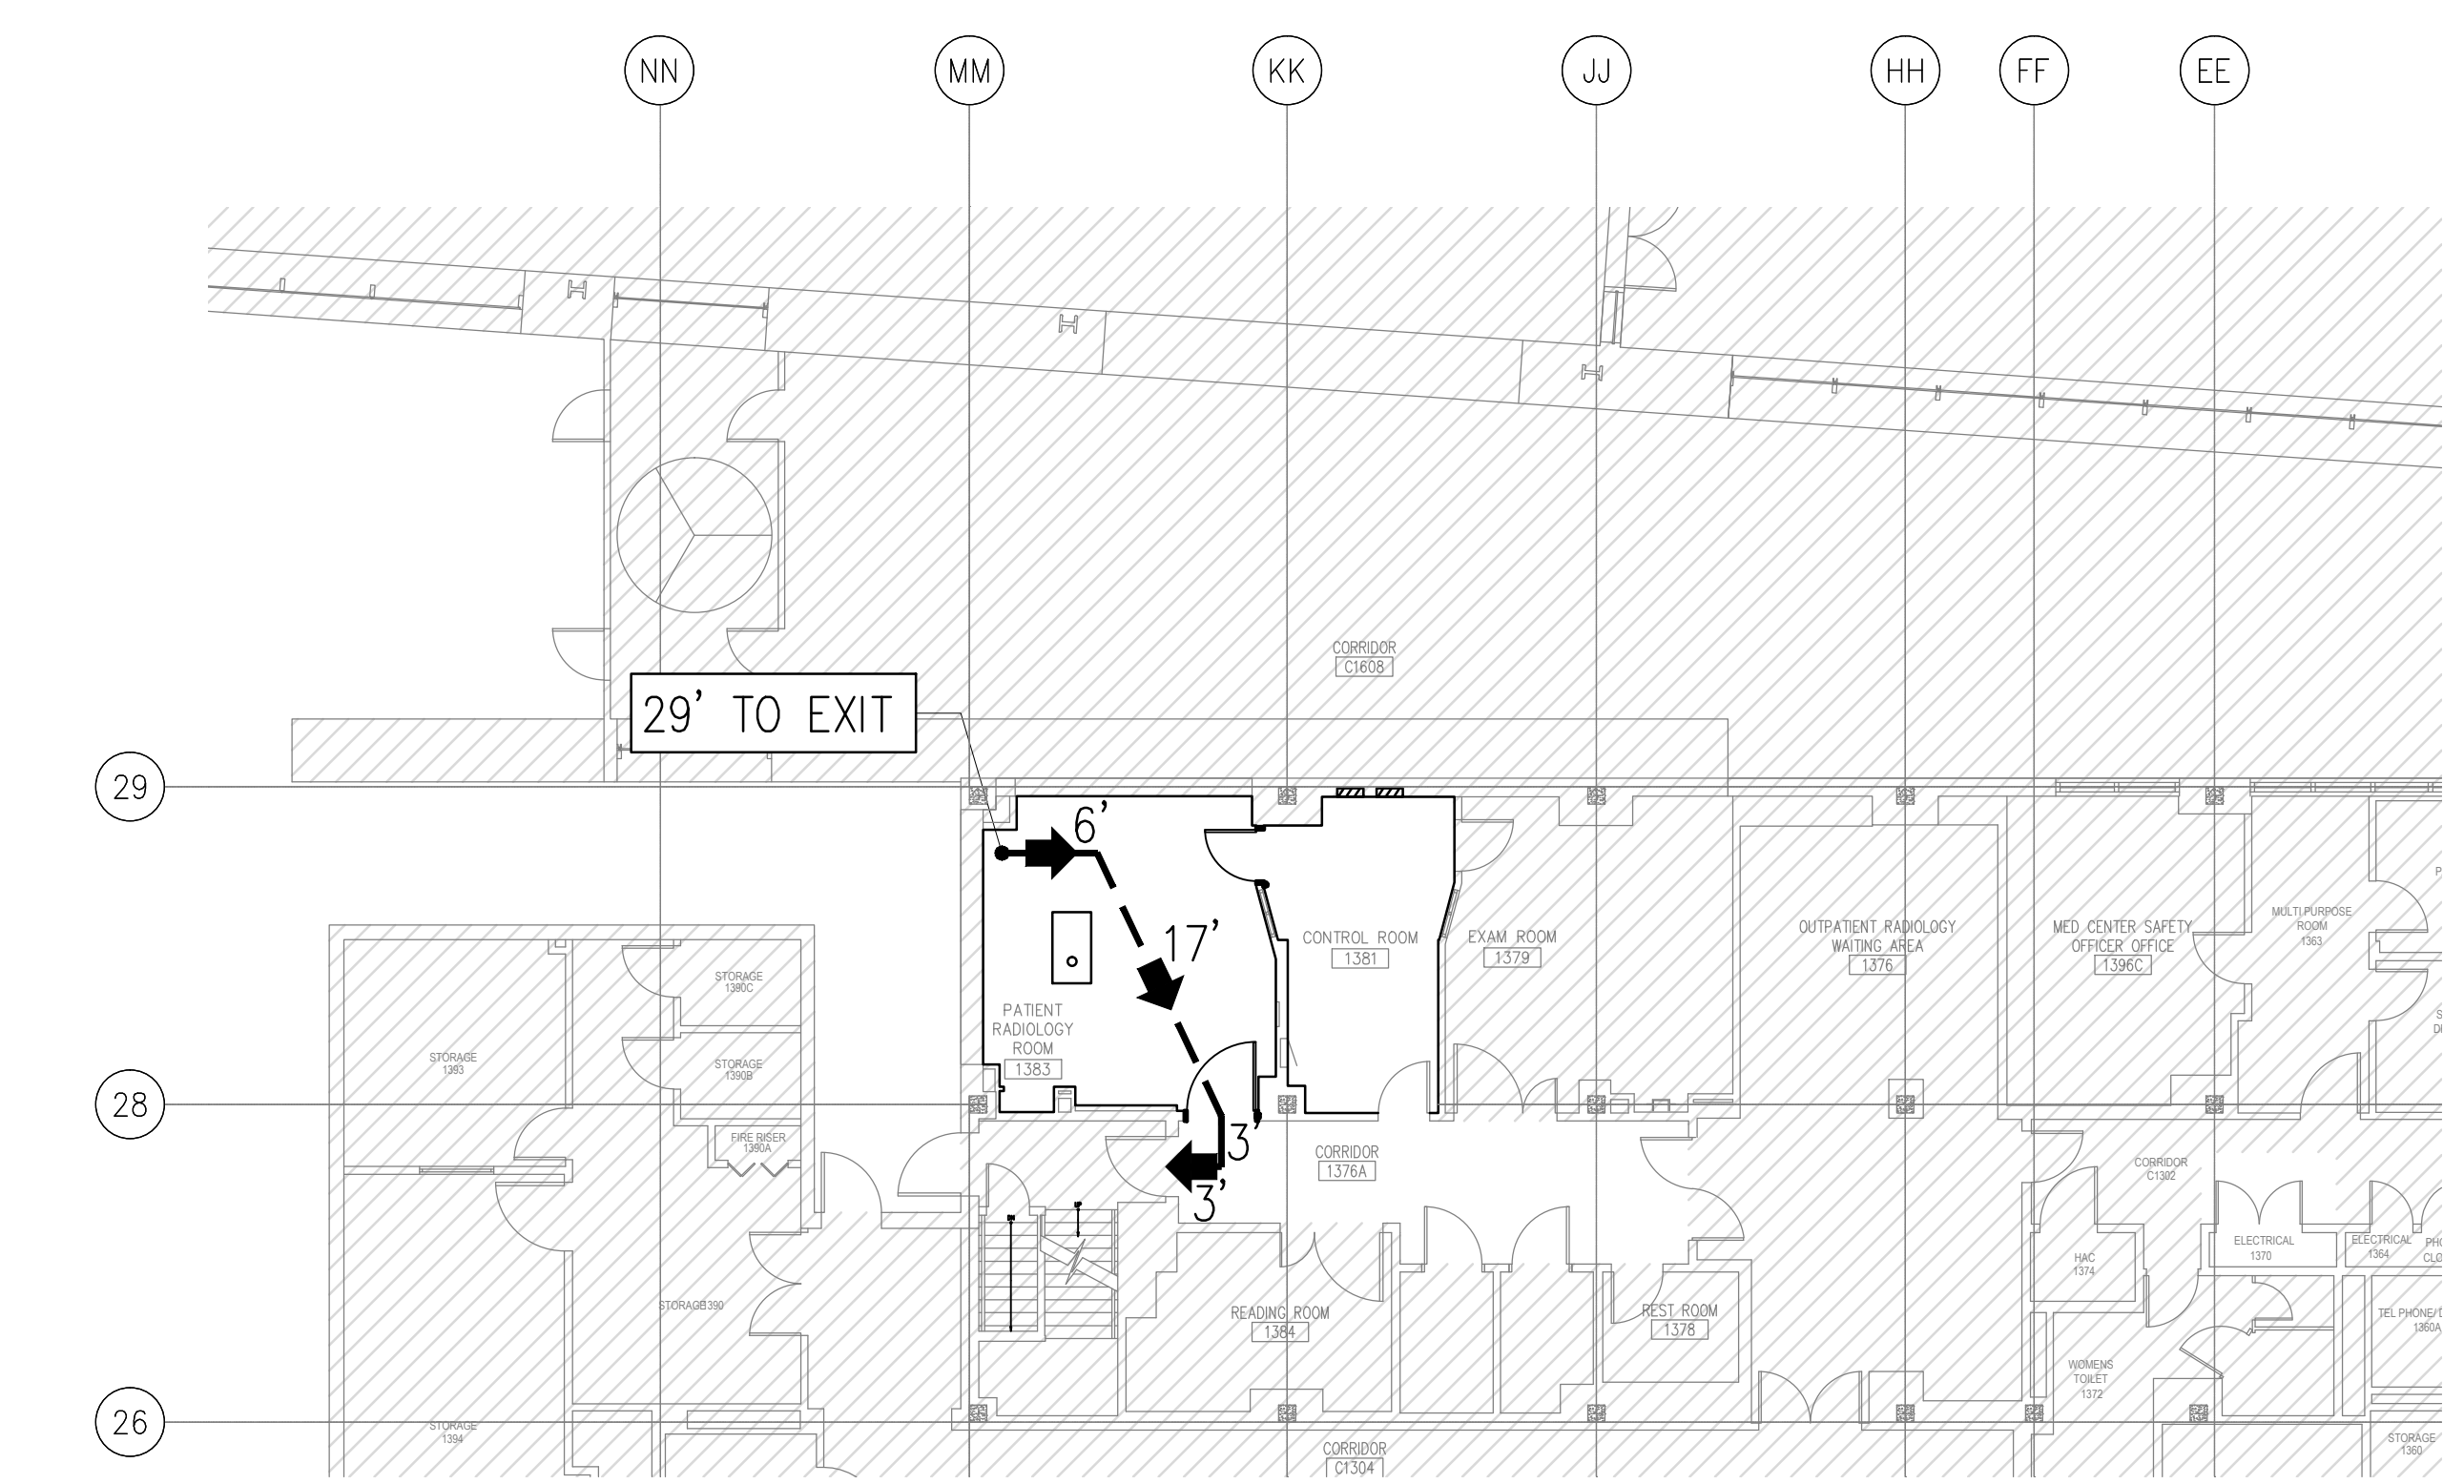 NN
MM
KK
JJ
HH
FF
EE
CORRIDOR
C1608
29' TO EXIT
29
6'
17'
3'
3'
CONTROL ROOM
1381
EXAM ROOM
1379
OUTPATIENT RADIOLOGY
WAITING AREA
1376
MED CENTER SAFETY
OFFICER OFFICE
1396C
MULTI PURPOSE
ROOM
1363
STORAGE
1390C
PATIENT
RADIOLOGY
ROOM
1383
STORAGE
1393
STORAGE
1390B
28
FIRE RISER
1390A
CORRIDOR
1376A
CORRIDOR
C1302
ELECTRICAL
1370
ELECTRICAL
1364
HAC
1374
STORAGE
1390
READING ROOM
1384
REST ROOM
1378
TEL PHONE/
1360A
WOMENS
TOILET
1372
26
STORAGE
1394
CORRIDOR
C1304
STORAGE
1360